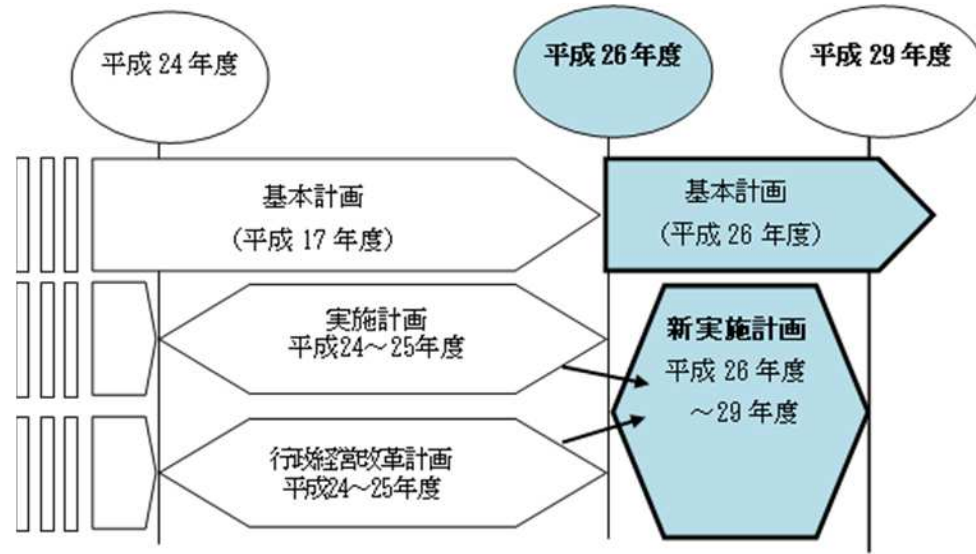 平成 24 年度
平成 26 年度
平成 29 年度
基本計画
（平成 17 年度）
基本計画
（平成 26 年度）
実施計画
平成24～25年度
新実施計画
平成 26 年度
～29 年度
行政経営改革計画
平成24～25年度